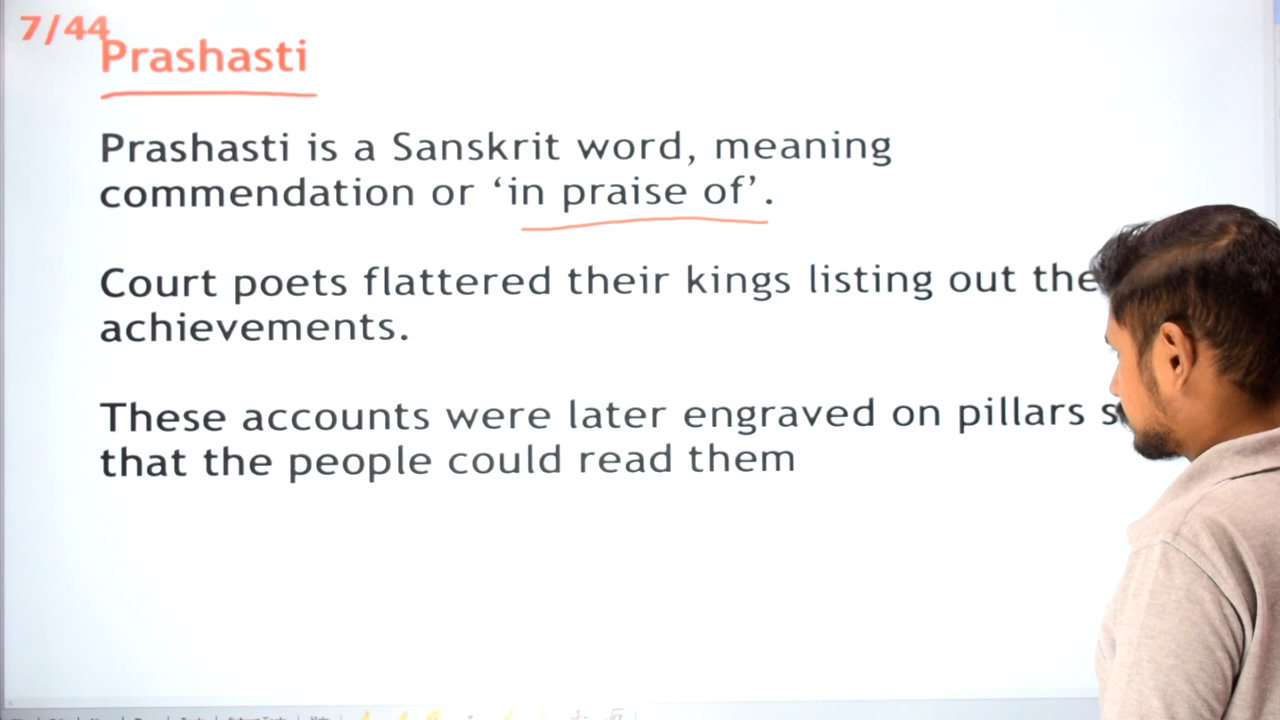 7/44
Prashasti
Prashasti is a Sanskrit word, meaning
commendation or ‘in praise of’.
Court poets flattered their kings listing out
achievements.
These accounts were later engraved on pillars
that the people could read them